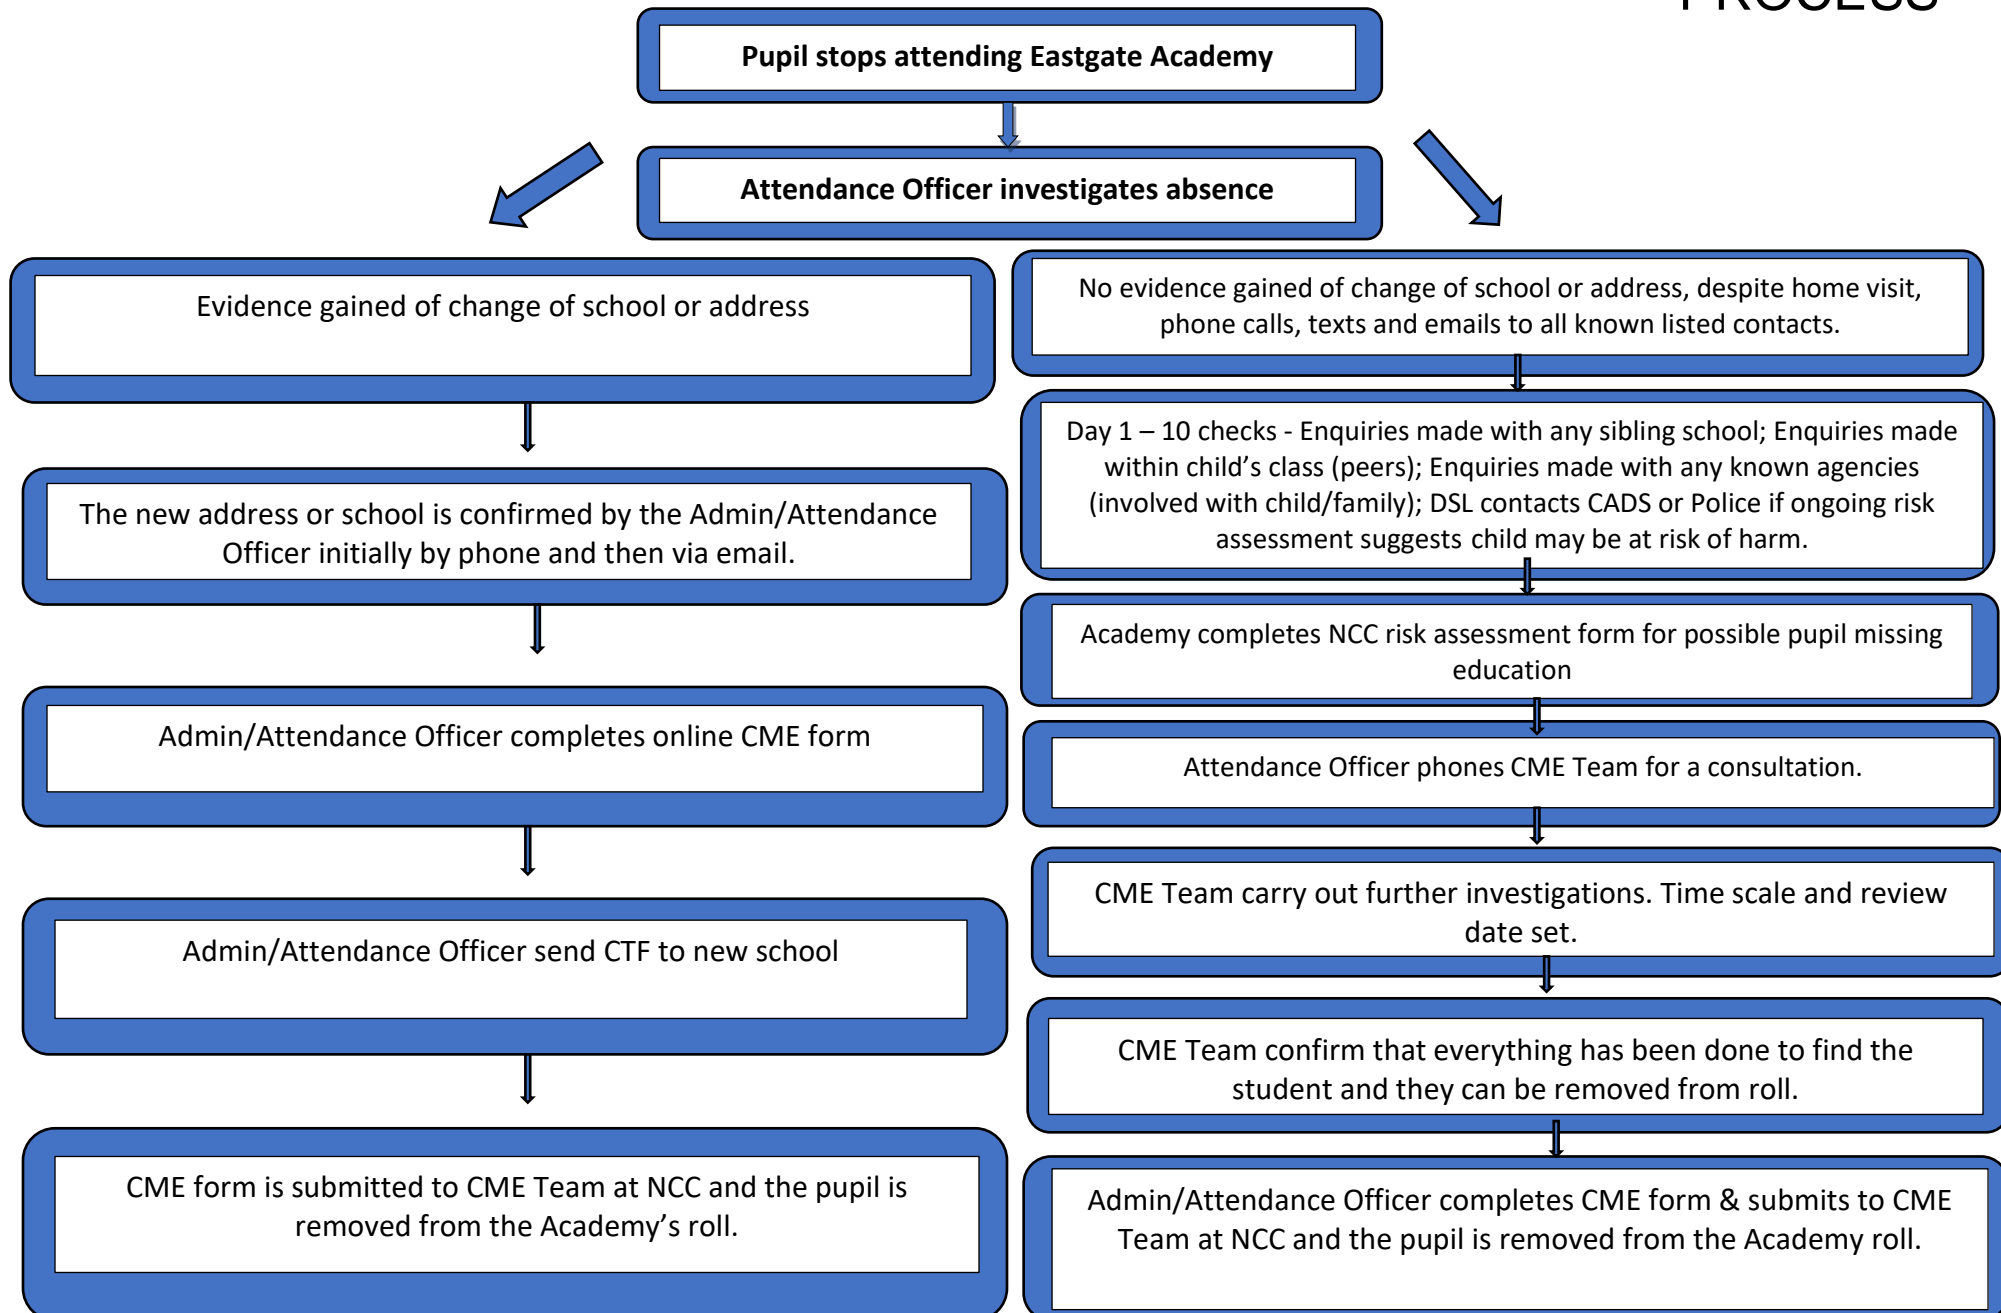 PROCESS
Pupil stops attending Eastgate Academy
Attendance Officer investigates absence
Evidence gained of change of school or address
The new address or school is confirmed by the Admin/Attendance
Officer initially by phone and then via email.
Admin/Attendance Officer completes online CME form
Admin/Attendance Officer send CTF to new school
CME form is submitted to CME Team at NCC and the pupil is
removed from the Academy’s roll.
No evidence gained of change of school or address, despite home visit,
phone calls, texts and emails to all known listed contacts.
Day 1 – 10 checks - Enquiries made with any sibling school; Enquiries made
within child’s class (peers); Enquiries made with any known agencies
(involved with child/family); DSL contacts CADS or Police if ongoing risk
assessment suggests child may be at risk of harm.
Academy completes NCC risk assessment form for possible pupil missing
education
Attendance Officer phones CME Team for a consultation.
CME Team carry out further investigations. Time scale and review
date set.
CME Team confirm that everything has been done to find the
student and they can be removed from roll.
Admin/Attendance Officer completes CME form & submits to CME
Team at NCC and the pupil is removed from the Academy roll.